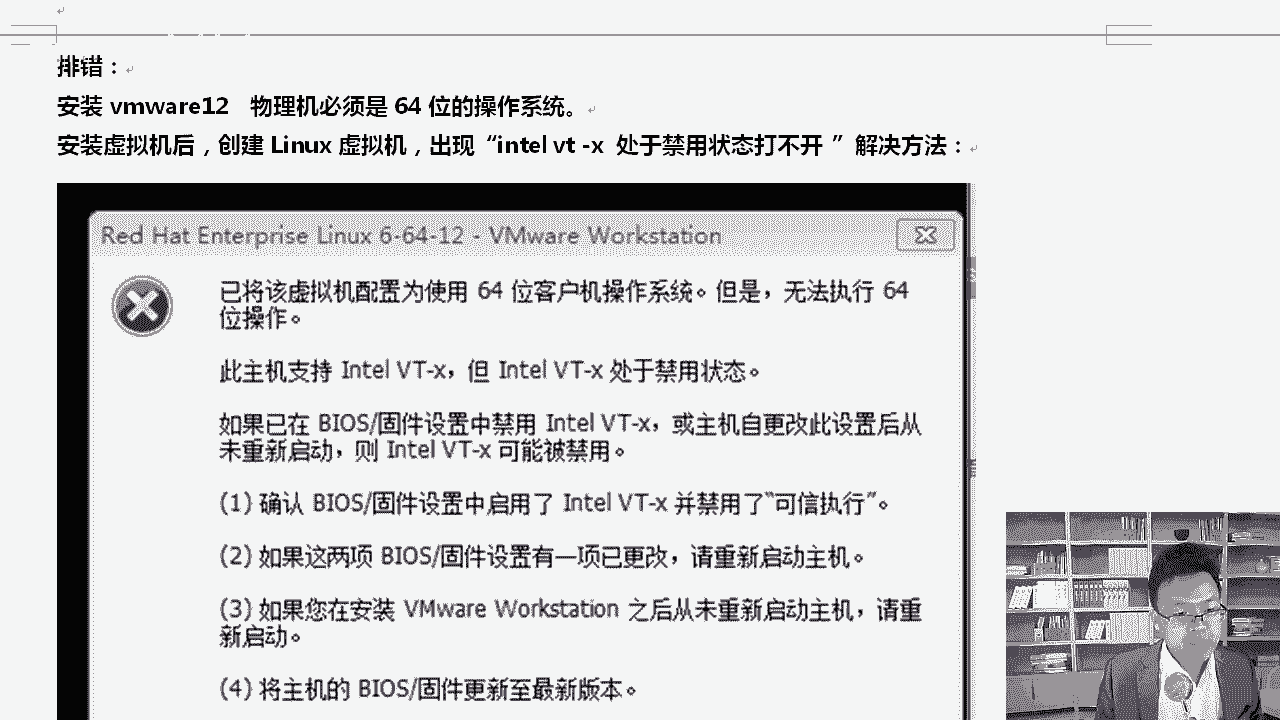 排错：
安装 vmware12 物理机必须是 64 位的操作系统。
安装虚拟机后，创建 Linux 虚拟机，出现“intel vt -x 处于禁用状态打不开 ”解决方法：
Red Hat Enterprise Linux 6-64-12 - VMware Workstation
已将该虚拟机配置为使用 64 位客户机操作系统。但是，无法执行 64
位操作。
此主机支持 Intel VT-x，但 Intel VT-x 处于禁用状态。
如果已在 BIOS/固件设置中禁用 Intel VT-x，或主机自更改此设置后从
未重新启动，则 Intel VT-x 可能被禁用。
(1) 确认 BIOS/固件设置中启用了 Intel VT-x 并禁用了“可信执行”。
(2) 如果这两项 BIOS/固件设置有一项已更改，请重新启动主机。
(3) 如果您在安装 VMware Workstation 之后从未重新启动主机，请重
新启动。
(4) 将主机的 BIOS/固件更新至最新版本。